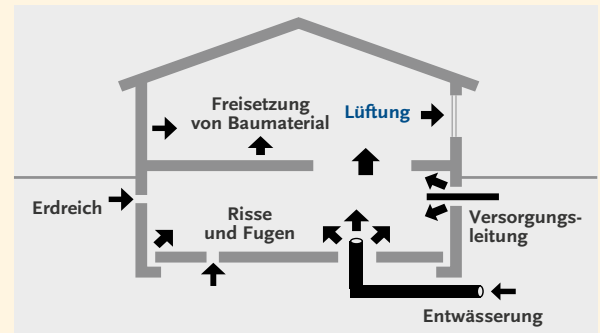 Freisetzung
von Baumaterial
Lüftung
Erdreich
Risse
und Fugen
Versorgungs-
leitung
Entwässerung